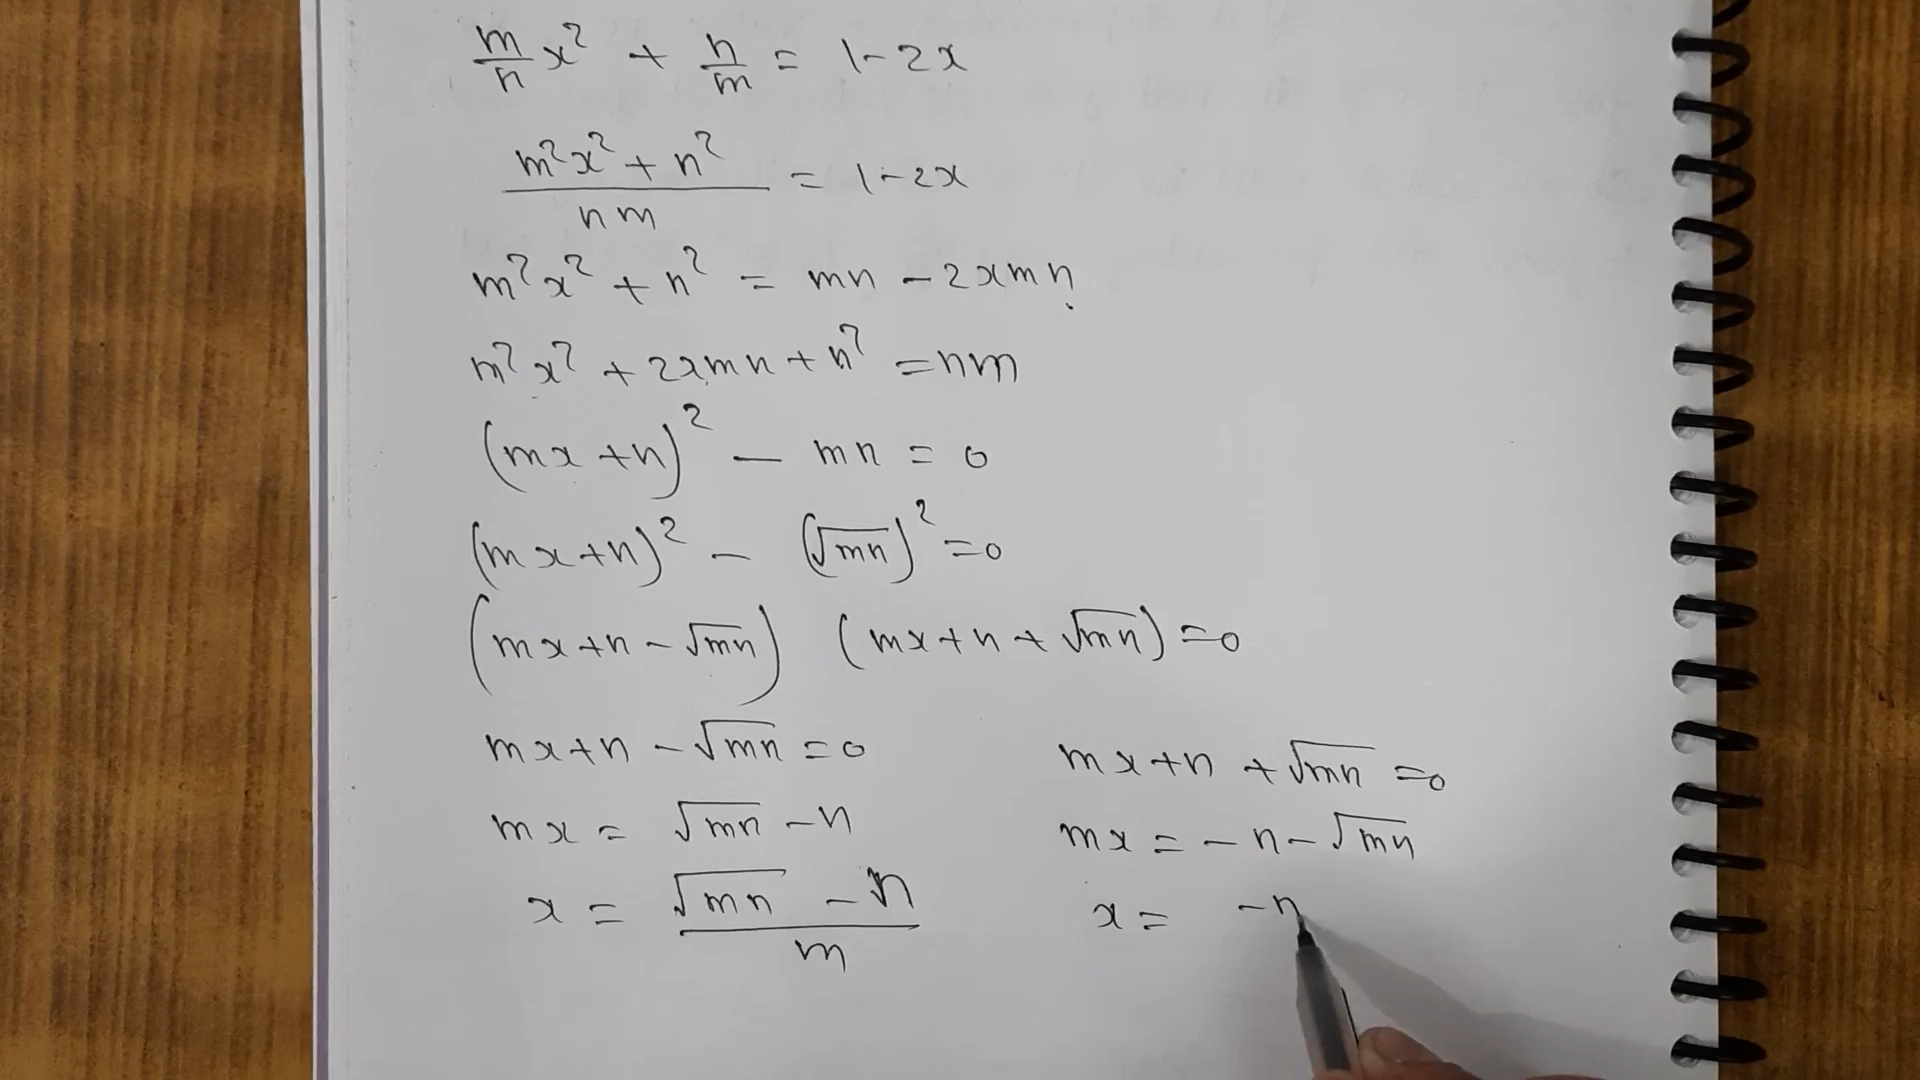 m/n x² + n/m = 1-2x
(m²x² + n²)/(nm) = 1-2x
m²x² + n² = mn - 2xmn
m²x² + 2xmn + n² = nm
(mx+n)² - mn = 0
(mx+n)² - (√mn)² = 0
(mx+n-√mn) (mx+n+√mn) = 0
mx+n - √mn = 0
mx = √mn - n
x = (√mn - n)/m
mx+n + √mn = 0
mx = -n - √mn
x = -n